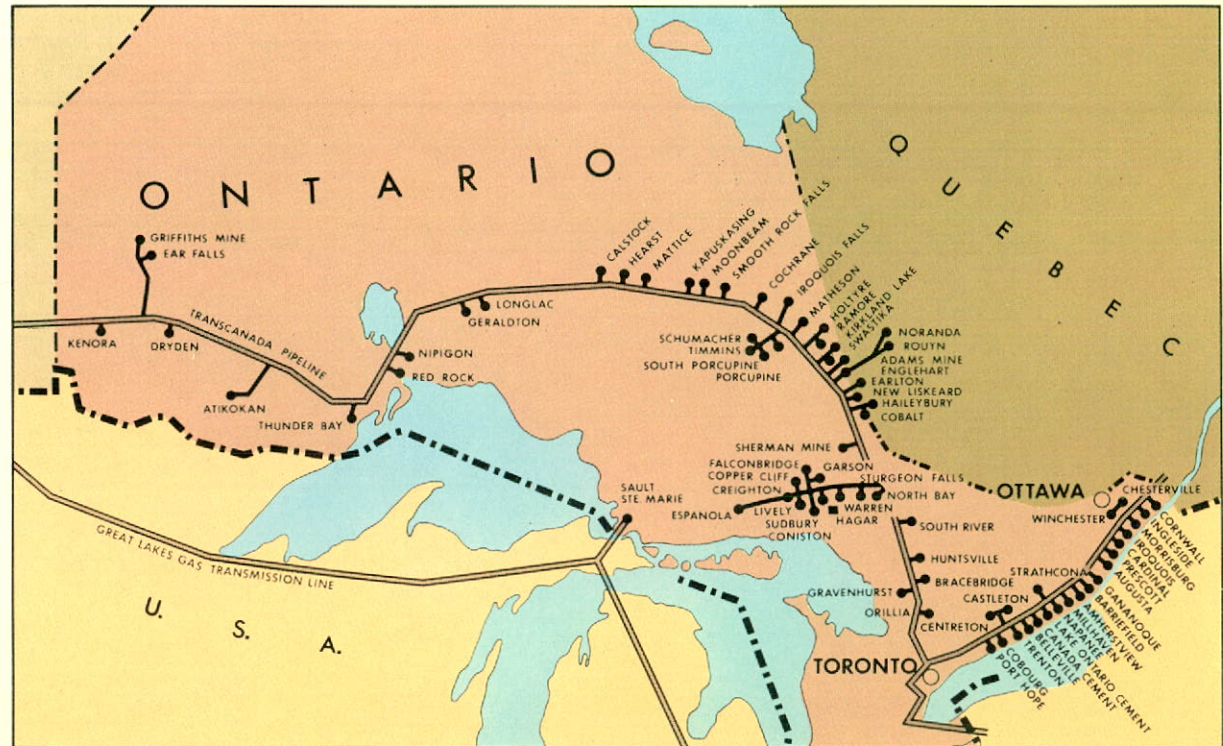 ONTARIO
QUEBEC
GRIFFITHS MINE
EAR FALLS
KENORA
DRYDEN
TRANSCANADA PIPELINE
ATIKOKAN
THUNDER BAY
NIPIGON
RED ROCK
LONGLAC
GERALDTON
CALSTOCK
HEARST
MATTICE
KAPUSKASING
MOONBEAM
SMOOTH ROCK FALLS
COCHRANE
IROQUOIS FALLS
MATHESON
HOLTYRE
RAMORE
KIRKLAND LAKE
SWASTIKA
SCHUMACHER
TIMMINS
SOUTH PORCUPINE
PORCUPINE
NORANDA
ROUYN
ADAMS MINE
ENGLEHART
EARLTON
NEW LISKEARD
HAILEYBURY
COBALT
SHERMAN MINE
FALCONBRIDGE
GARSON
COPPER CLIFF
STURGEON FALLS
CREIGHTON
NORTH BAY
ESPANOLA
LIVELY
WARREN
SUDBURY
HAGAR
CONISTON
SAULT
STE. MARIE
GREAT LAKES GAS TRANSMISSION LINE
U. S. A.
SOUTH RIVER
HUNTSVILLE
BRACEBRIDGE
GRAVENHURST
ORILLIA
TORONTO
OTTAWA
CHESTERVILLE
WINCHESTER
CORNWALL
INGLESIDE
MORRISBURG
IROQUOIS
CARDINAL
PRESCOTT
AUGUSTA
STRATHCONA
CASTLETON
CENTRETON
GANANOQUE
BARRIEFIELD
AMHERSTVIEW
MILLHAVEN
NAPANEE
LAKE ONTARIO CEMENT
CANADA CEMENT
BELLEVILLE
TRENTON
COBOURG
PORT HOPE